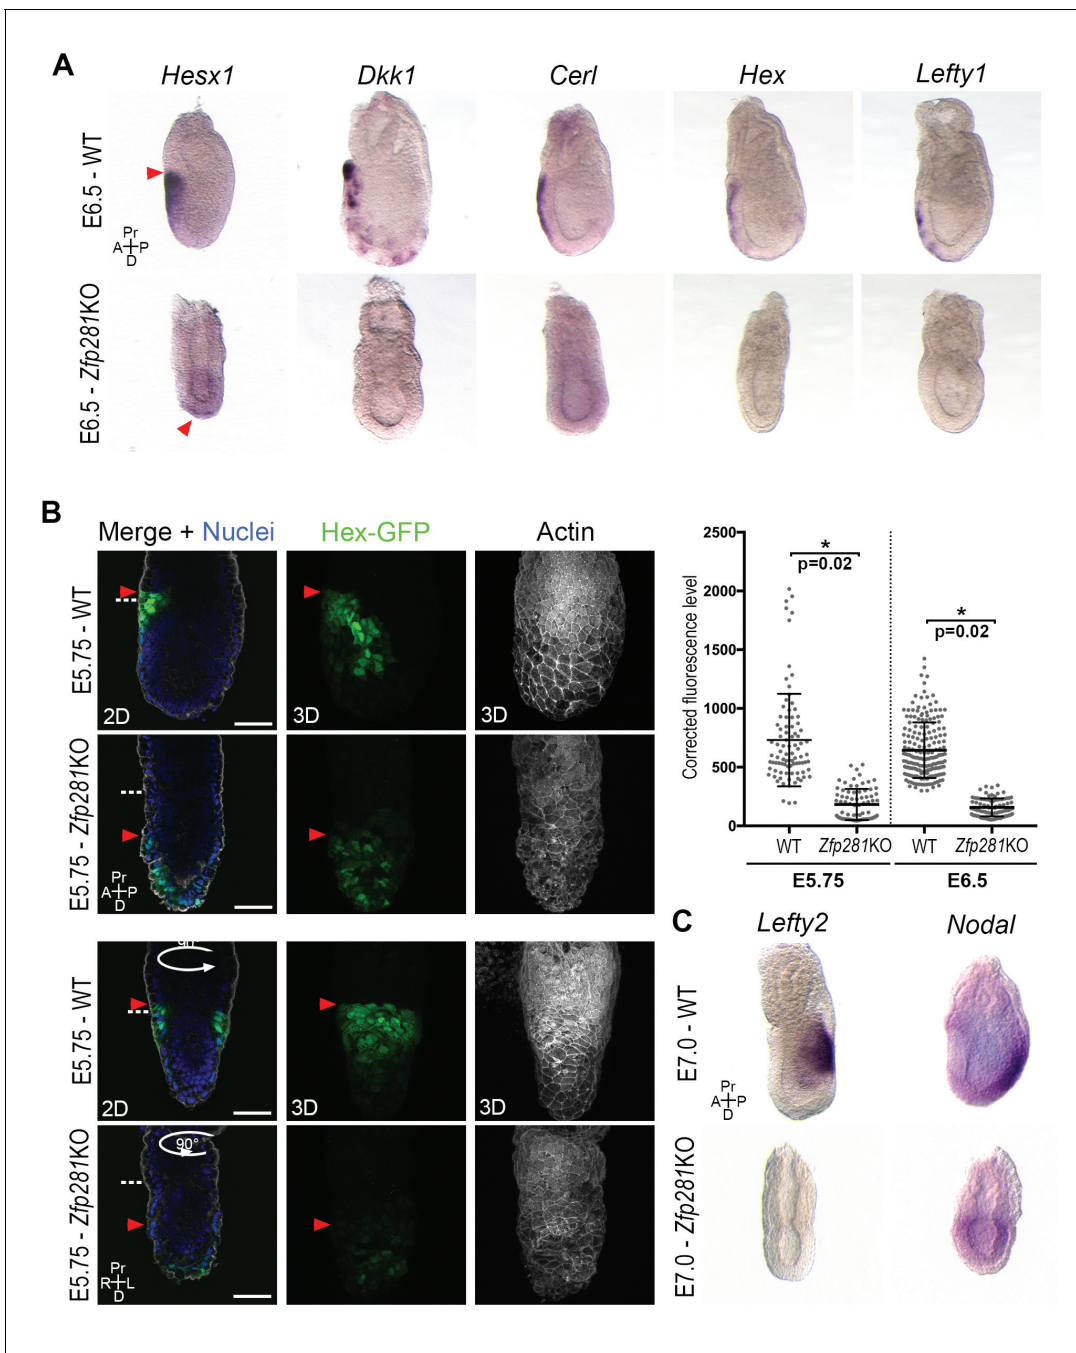 A
Hesx1 Dkk1 Cerl Hex Lefty1
E6.5 - WT
Pr
A P
D
E6.5 - Zfp281KO
B
Merge + Nuclei Hex-GFP Actin
E5.75 - WT
2D 3D 3D
E5.75 - Zfp281KO
Pr
A P
D
E5.75 - WT
90°
2D 3D 3D
E5.75 - Zfp281KO
90°
Pr
R L
D
Corrected fluorescence level
2500
2000
1500
1000
500
0
*
p=0.02
*
p=0.02
WT Zfp281KO WT Zfp281KO
E5.75 E6.5
C
Lefty2 Nodal
E7.0 - WT
Pr
A P
D
E7.0 - Zfp281KO